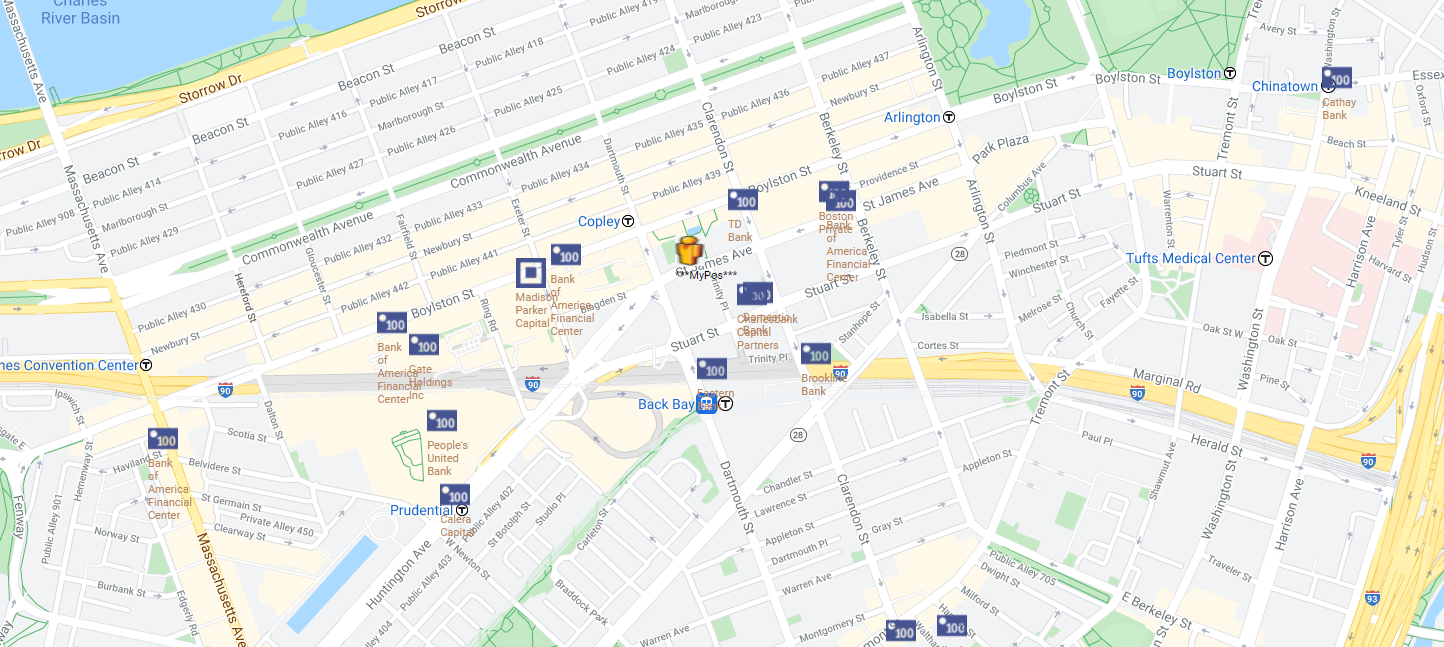 Charles
River Basin
Massachusetts Ave
Storrow Dr
Storrow
Beacon St
Beacon St
Beacon St
Beacon St
Public Alley 419
Public Alley 418
Public Alley 417
Public Alley 416
Public Alley 414
Public Alley 908
Public Alley 423
Public Alley 424
Public Alley 425
Public Alley 426
Public Alley 427
Public Alley 429
Marlborough St
Marlborough St
Marlborough St
Commonwealth Avenue
Commonwealth Avenue
Public Alley 437
Public Alley 436
Public Alley 435
Public Alley 434
Public Alley 433
Public Alley 432
Public Alley 430
Newbury St
Newbury St
Newbury St
Public Alley 439
Public Alley 441
Public Alley 442
Boylston St
Boylston St
Boylston St
Boylston St
Arlington St
Arlington St
Clarendon St
Berkeley St
Berkeley St
Dartmouth St
Exeter St
Fairfield St
Gloucester St
Hereford St
Massachusetts Ave
Ring Rd
Arlington
Boylston
Chinatown
Avery St
Washington St
Essex
Oxford St
Hudson St
Cathay
Bank
Beach St
Tremont St
Park Plaza
Columbus Ave
Providence St
St James Ave
Stuart St
Stuart St
Stuart St
Stuart St
Kneeland St
Warrenton St
Harrison Ave
Tufts Medical Center
Piedmont St
Winchester St
Melrose St
Fayette St
Church St
Isabella St
Cortes St
Stanhope St
Oak St W
Oak St
Pine St
Marginal Rd
Washington St
Harvard St
28
Copley
TD
Bank
Boston
Private
Bank
of
America
Financial
Center
St James Ave
***MyPos***
Trinity Pl
Trinity Pl
Blagden St
Madison
Parker
Capital
Bank
of
America
Financial
Center
Domestic
Bank
Charlesbank
Capital
Partners
Brookline
Bank
Eastern
Back Bay
Bank
of
America
Financial
Center
Gate
Holdings
Inc
People's
United
Bank
Prudential
Calera
Capital
Bank
of
America
Financial
Center
nes Convention Center
90
90
90
90
90
93
28
100
100
100
100
100
100
100
100
100
100
100
100
100
100
Ipswich St
Dalton St
Scotia St
Haviland St
Belvidere St
St Germain St
Private Alley 450
Clearway St
Norway St
Burbank St
Edgerly Rd
Hemenway St
Public Alley 901
Fenway
Massachusetts Ave
Huntington Ave
Public Alley 402
Public Alley 403
Public Alley 404
St Botolph St
W Newton St
Studio Pl
Carleton St
Braddock Park
Warren Ave
Warren Ave
Dartmouth St
Clarendon St
Chandler St
Lawrence St
Appleton St
Appleton St
Dartmouth Pl
Gray St
Montgomery St
Milford St
Dwight St
Public Alley 705
E Berkeley St
Tremont St
Paul Pl
Herald St
Shawmut Ave
Washington St
Harrison Ave
Traveler St